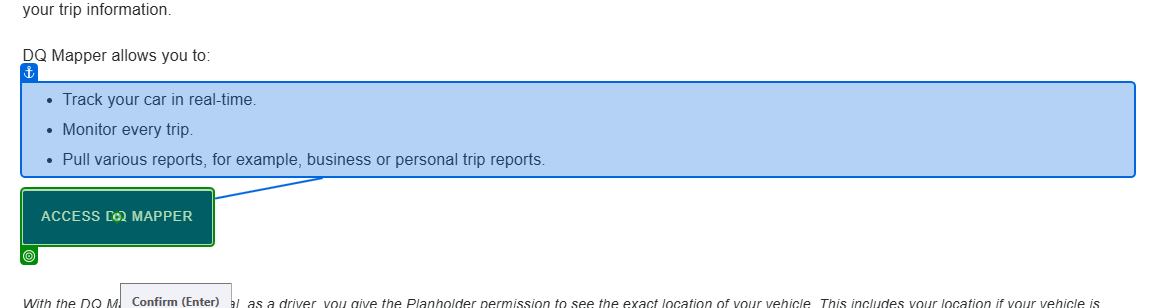 your trip information.
DQ Mapper allows you to:
• Track your car in real-time.
• Monitor every trip.
• Pull various reports, for example, business or personal trip reports.
ACCESS DQ MAPPER
With the DQ
Confirm (Enter)
as a driver, you give the Planholder permission to see the exact location of your vehicle. This includes your location if your vehicle is